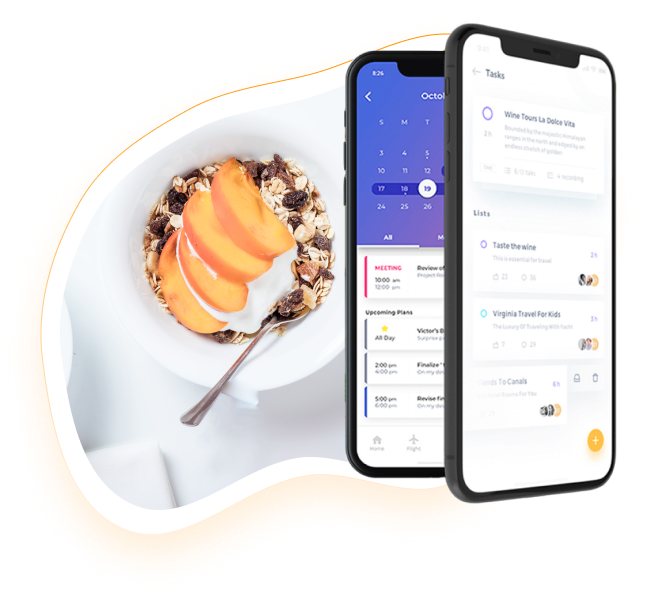 8:26
Octo
S M T
3 4 5
10 11 12
17 18 19
24 25 26
All
MEETING
10:00 am
12:00 pm
Review of
Upcoming Plans
All Day
Victor's B
Surprise
2:00 pm
4:00 pm
Finalize
On my
5:00 pm
6:00 pm
Revise fin
On my
Home
Flight
Tasks
Wine Tours La Dolce Vita
2h
Bounded by the majestic Himalayan
ranges in the north and edged by an
endless stretch of golden
Lists
Taste the wine
2h
This is essential for travel
23 36
Virginia Travel For Kids
3h
The Luxury Of Traveling With Yacht
7 29
ands To Canals
6h
+